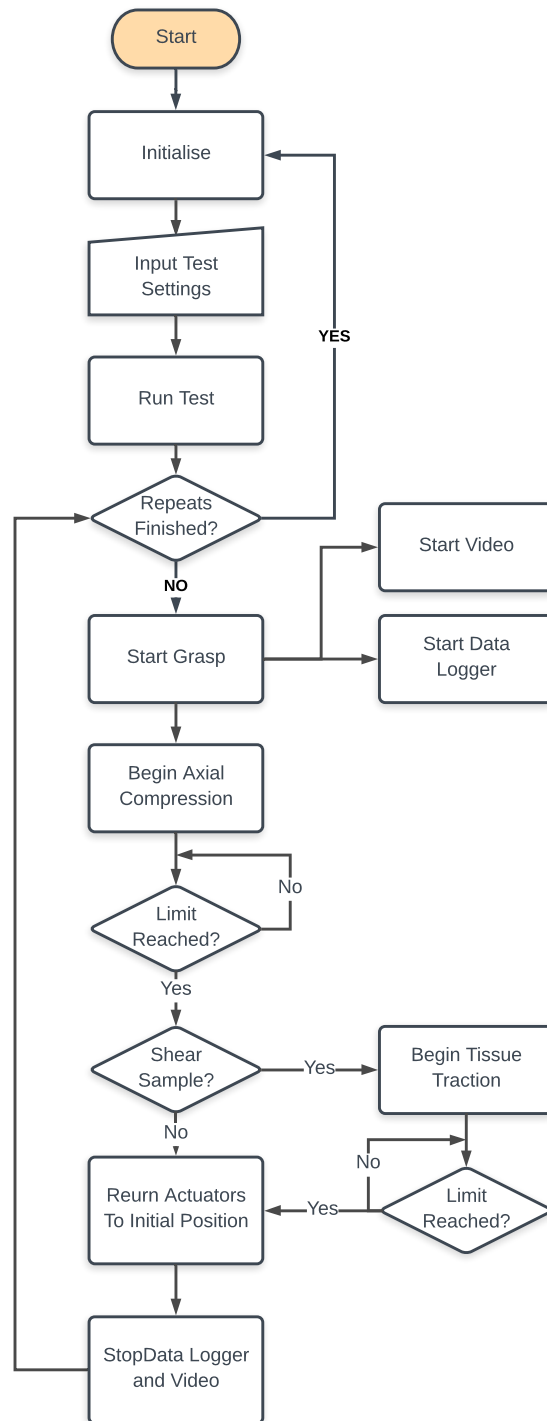 Start
Initialise
Input Test
Settings
YES
Run Test
Repeats
Finished?
Start Video
NO
Start Grasp
Start Data
Logger
Begin Axial
Compression
No
Limit
Reached?
Yes
Shear
Sample?
Yes
Begin Tissue
Traction
No
No
Reurn Actuators
To Initial Position
Yes
Limit
Reached?
StopData Logger
and Video